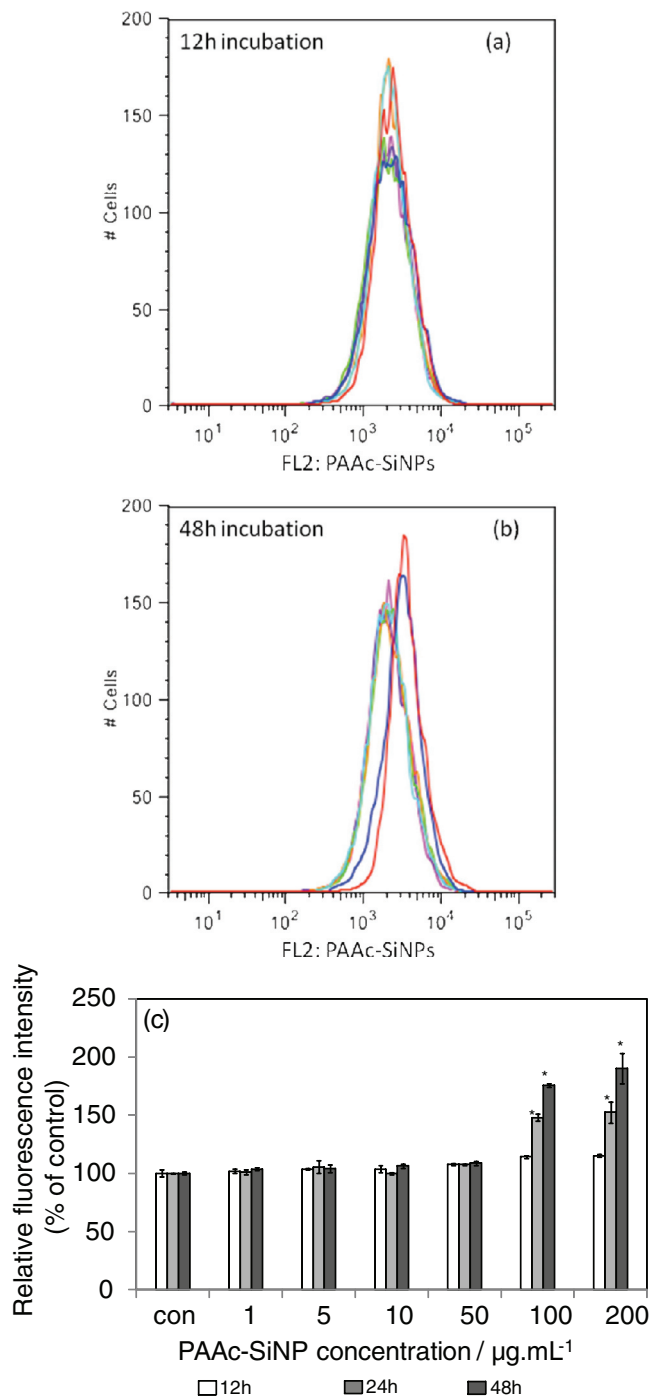 200
12h incubation
(a)
150
100
50
0
# Cells
10¹ 10² 10³ 10⁴ 10⁵
FL2: PAAc-SiNPs
200
48h incubation
(b)
150
100
50
0
# Cells
10¹ 10² 10³ 10⁴ 10⁵
FL2: PAAc-SiNPs
250
(c)
200
150
100
50
0
Relative fluorescence intensity
(% of control)
* * * *
con 1 5 10 50 100 200
PAAc-SiNP concentration / µg.mL⁻¹
12h 24h 48h